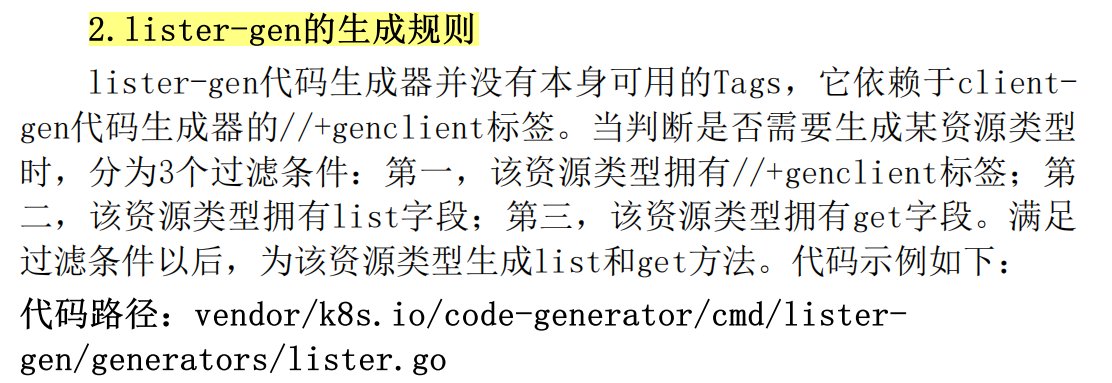 2.lister-gen的生成规则
lister-gen代码生成器并没有本身可用的Tags，它依赖于client-
gen代码生成器的//+genclient标签。当判断是否需要生成某资源类型
时，分为3个过滤条件：第一，该资源类型拥有//+genclient标签；第
二，该资源类型拥有list字段；第三，该资源类型拥有get字段。满足
过滤条件以后，为该资源类型生成list和get方法。代码示例如下：
代码路径：vendor/k8s.io/code-generator/cmd/lister-
gen/generators/lister.go